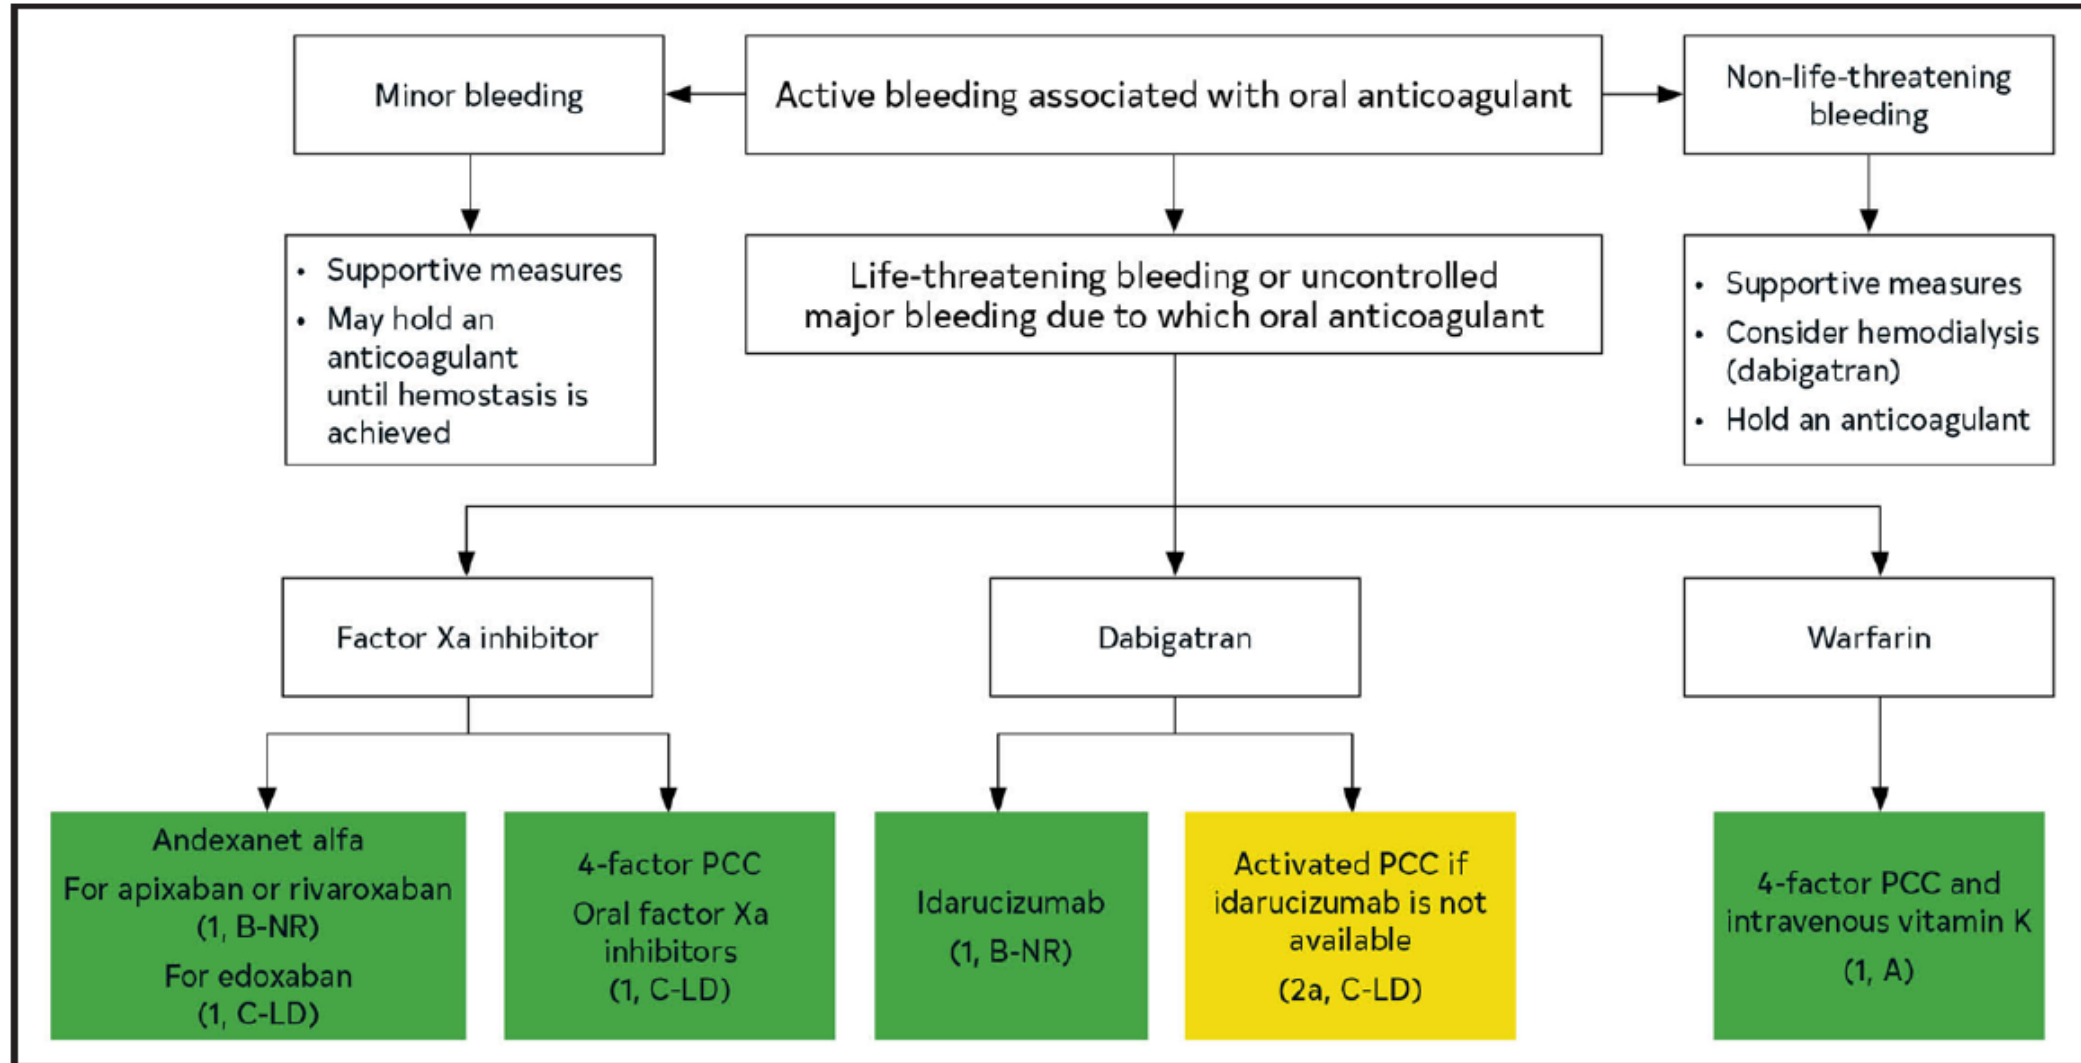 Minor bleeding
Active bleeding associated with oral anticoagulant
Non-life-threatening
bleeding
• Supportive measures
• May hold an
anticoagulant
until hemostasis is
achieved
Life-threatening bleeding or uncontrolled
major bleeding due to which oral anticoagulant
• Supportive measures
• Consider hemodialysis
(dabigatran)
• Hold an anticoagulant
Factor Xa inhibitor
Dabigatran
Warfarin
Andexanet alfa
For apixaban or rivaroxaban
(1, B-NR)
For edoxaban
(1, C-LD)
4-factor PCC
Oral factor Xa
inhibitors
(1, C-LD)
Idarucizumab
(1, B-NR)
Activated PCC if
idarucizumab is not
available
(2a, C-LD)
4-factor PCC and
intravenous vitamin K
(1, A)